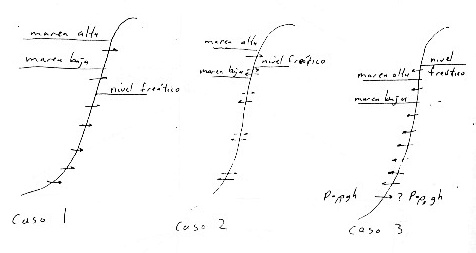 marea alta
marea baja
nivel freático
Caso 1
marea alta
nivel freático
marea baja
Caso 2
nivel
freático
marea alta
marea baja
? 
Caso 3